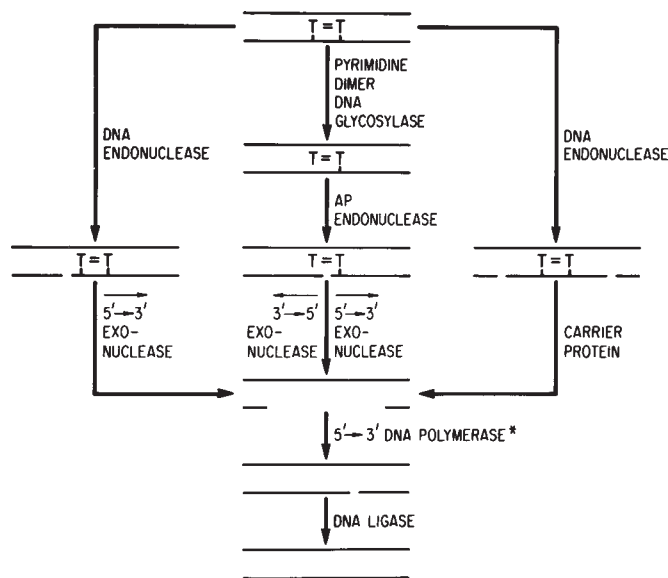 T=T
PYRIMIDINE
DIMER
DNA
GLYCOSYLASE
DNA
ENDONUCLEASE
DNA
ENDONUCLEASE
T=T
AP
ENDONUCLEASE
T=T
T=T
T=T
5'→3'
EXO-
NUCLEASE
3'→5'
EXO-
NUCLEASE
5'→3'
EXO-
NUCLEASE
CARRIER
PROTEIN
5'→3' DNA POLYMERASE*
DNA LIGASE